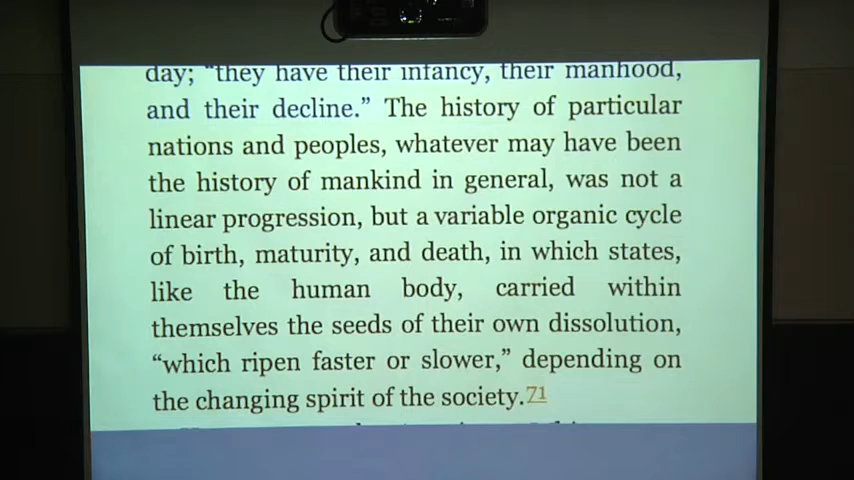 day; “they have their infancy, their manhood,
and their decline.” The history of particular
nations and peoples, whatever may have been
the history of mankind in general, was not a
linear progression, but a variable organic cycle
of birth, maturity, and death, in which states,
like the human body, carried within
themselves the seeds of their own dissolution,
“which ripen faster or slower,” depending on
the changing spirit of the society.71